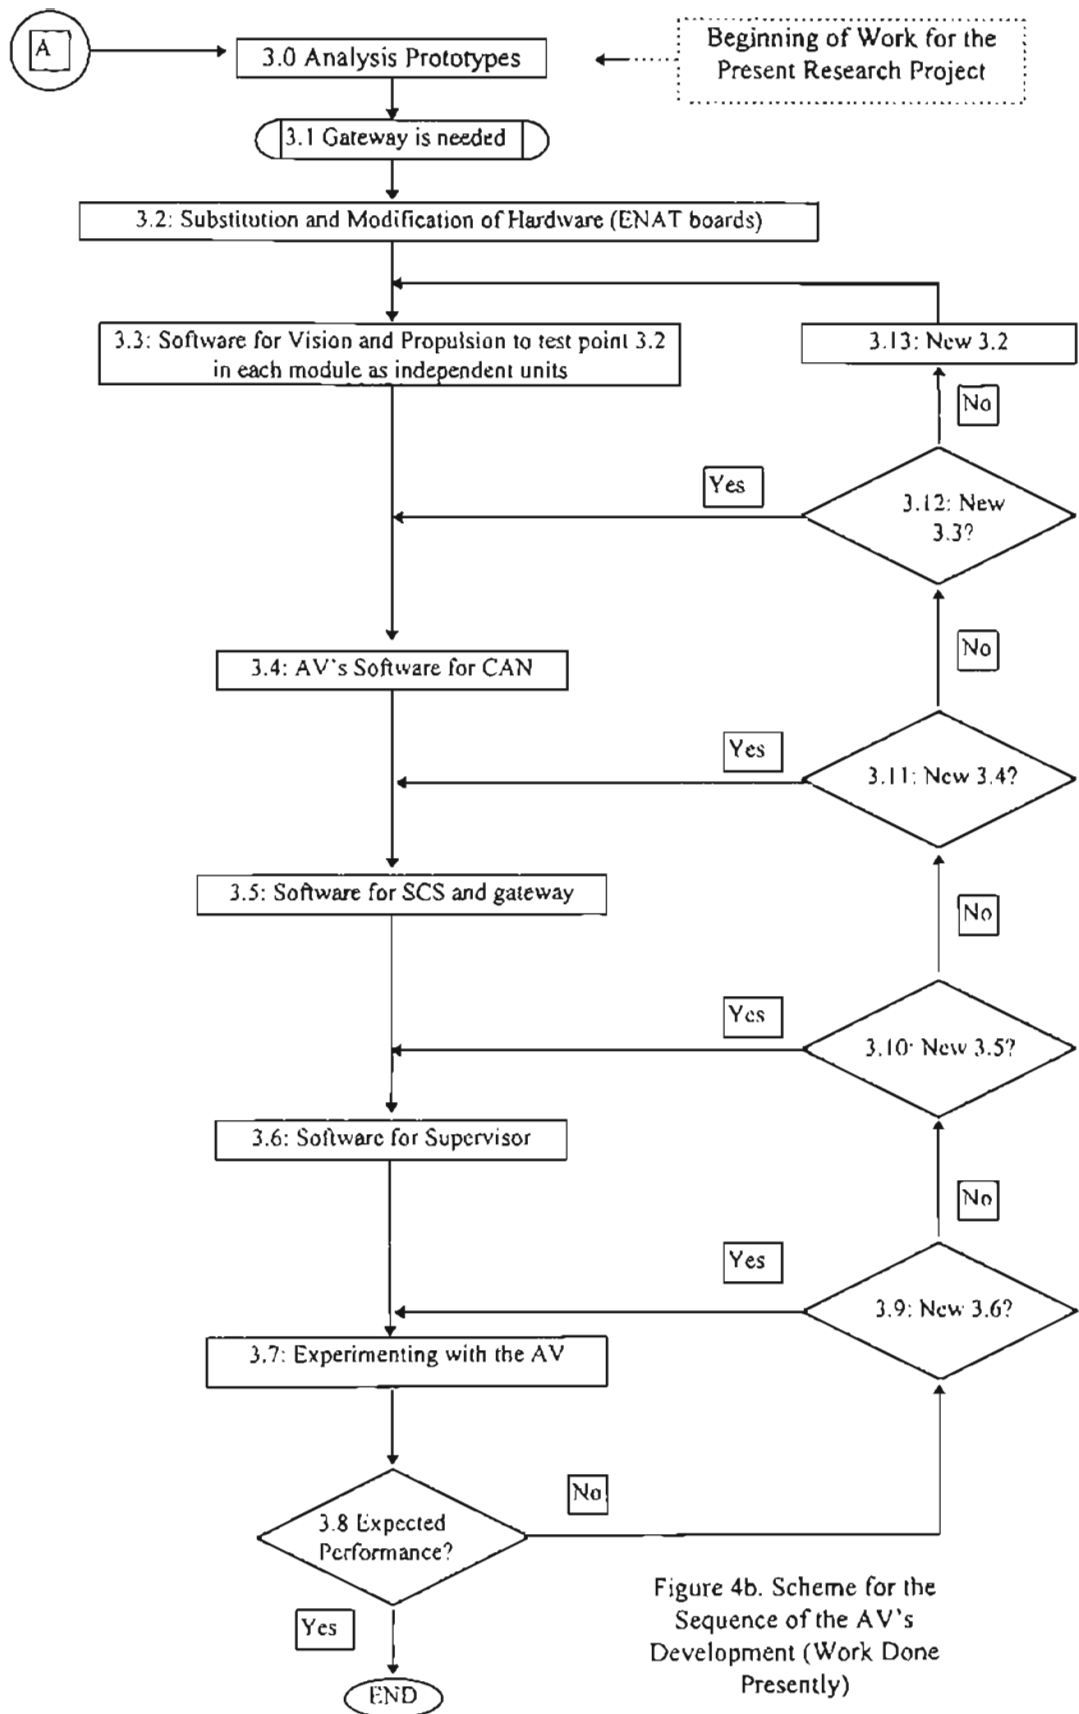 A
3.0 Analysis Prototypes
Beginning of Work for the
Present Research Project
3.1 Gateway is needed
3.2: Substitution and Modification of Hardware (ENAT boards)
3.3: Software for Vision and Propulsion to test point 3.2
in each module as independent units
3.13: New 3.2
No
Yes
3.12: New
3.3?
No
3.4: AV's Software for CAN
Yes
3.11: New 3.4?
3.5: Software for SCS and gateway
No
Yes
3.10: New 3.5?
3.6: Software for Supervisor
No
Yes
3.9: New 3.6?
3.7: Experimenting with the AV
No
3.8 Expected
Performance?
Yes
END
Figure 4b. Scheme for the
Sequence of the AV's
Development (Work Done
Presently)